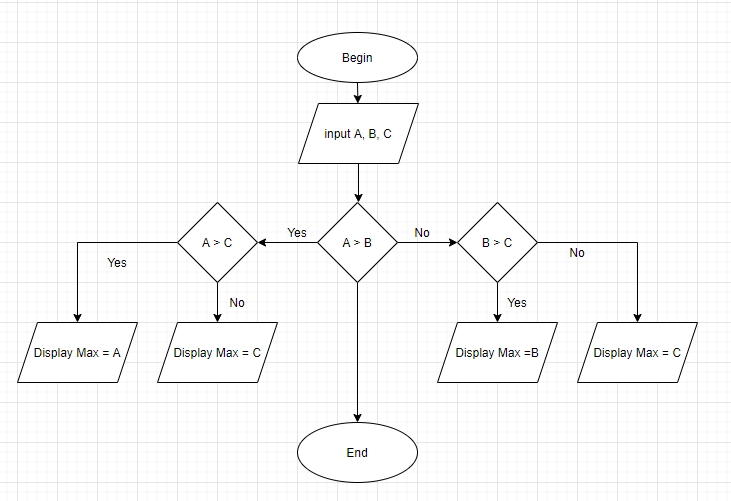 Begin
input A, B, C
A > C
Yes
A > B
No
B > C
Yes
No
No
Yes
Display Max = A
Display Max = C
Display Max =B
Display Max = C
End